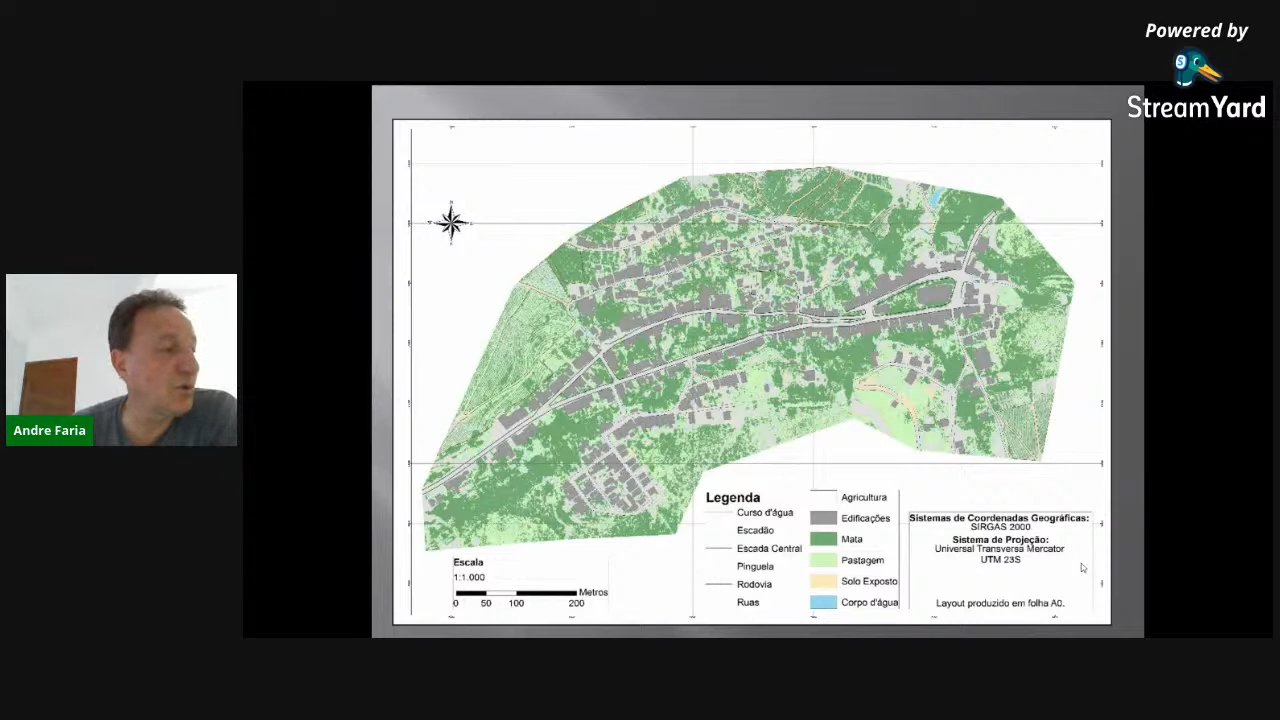 Powered by
StreamYard
Andre Faria
Legenda
Curso d'água
Escadão
Escada Central
Pinguela
Rodovia
Ruas
Agricultura
Edificações
Mata
Pastagem
Solo Exposto
Corpo d'água
Sistemas de Coordenadas Geográficas:
SIRGAS 2000
Sistema de Projeção:
Universal Transversa Mercator
UTM 23S
Layout produzido em folha A0.
Escala
1:1.000
Metros
0 50 100 200